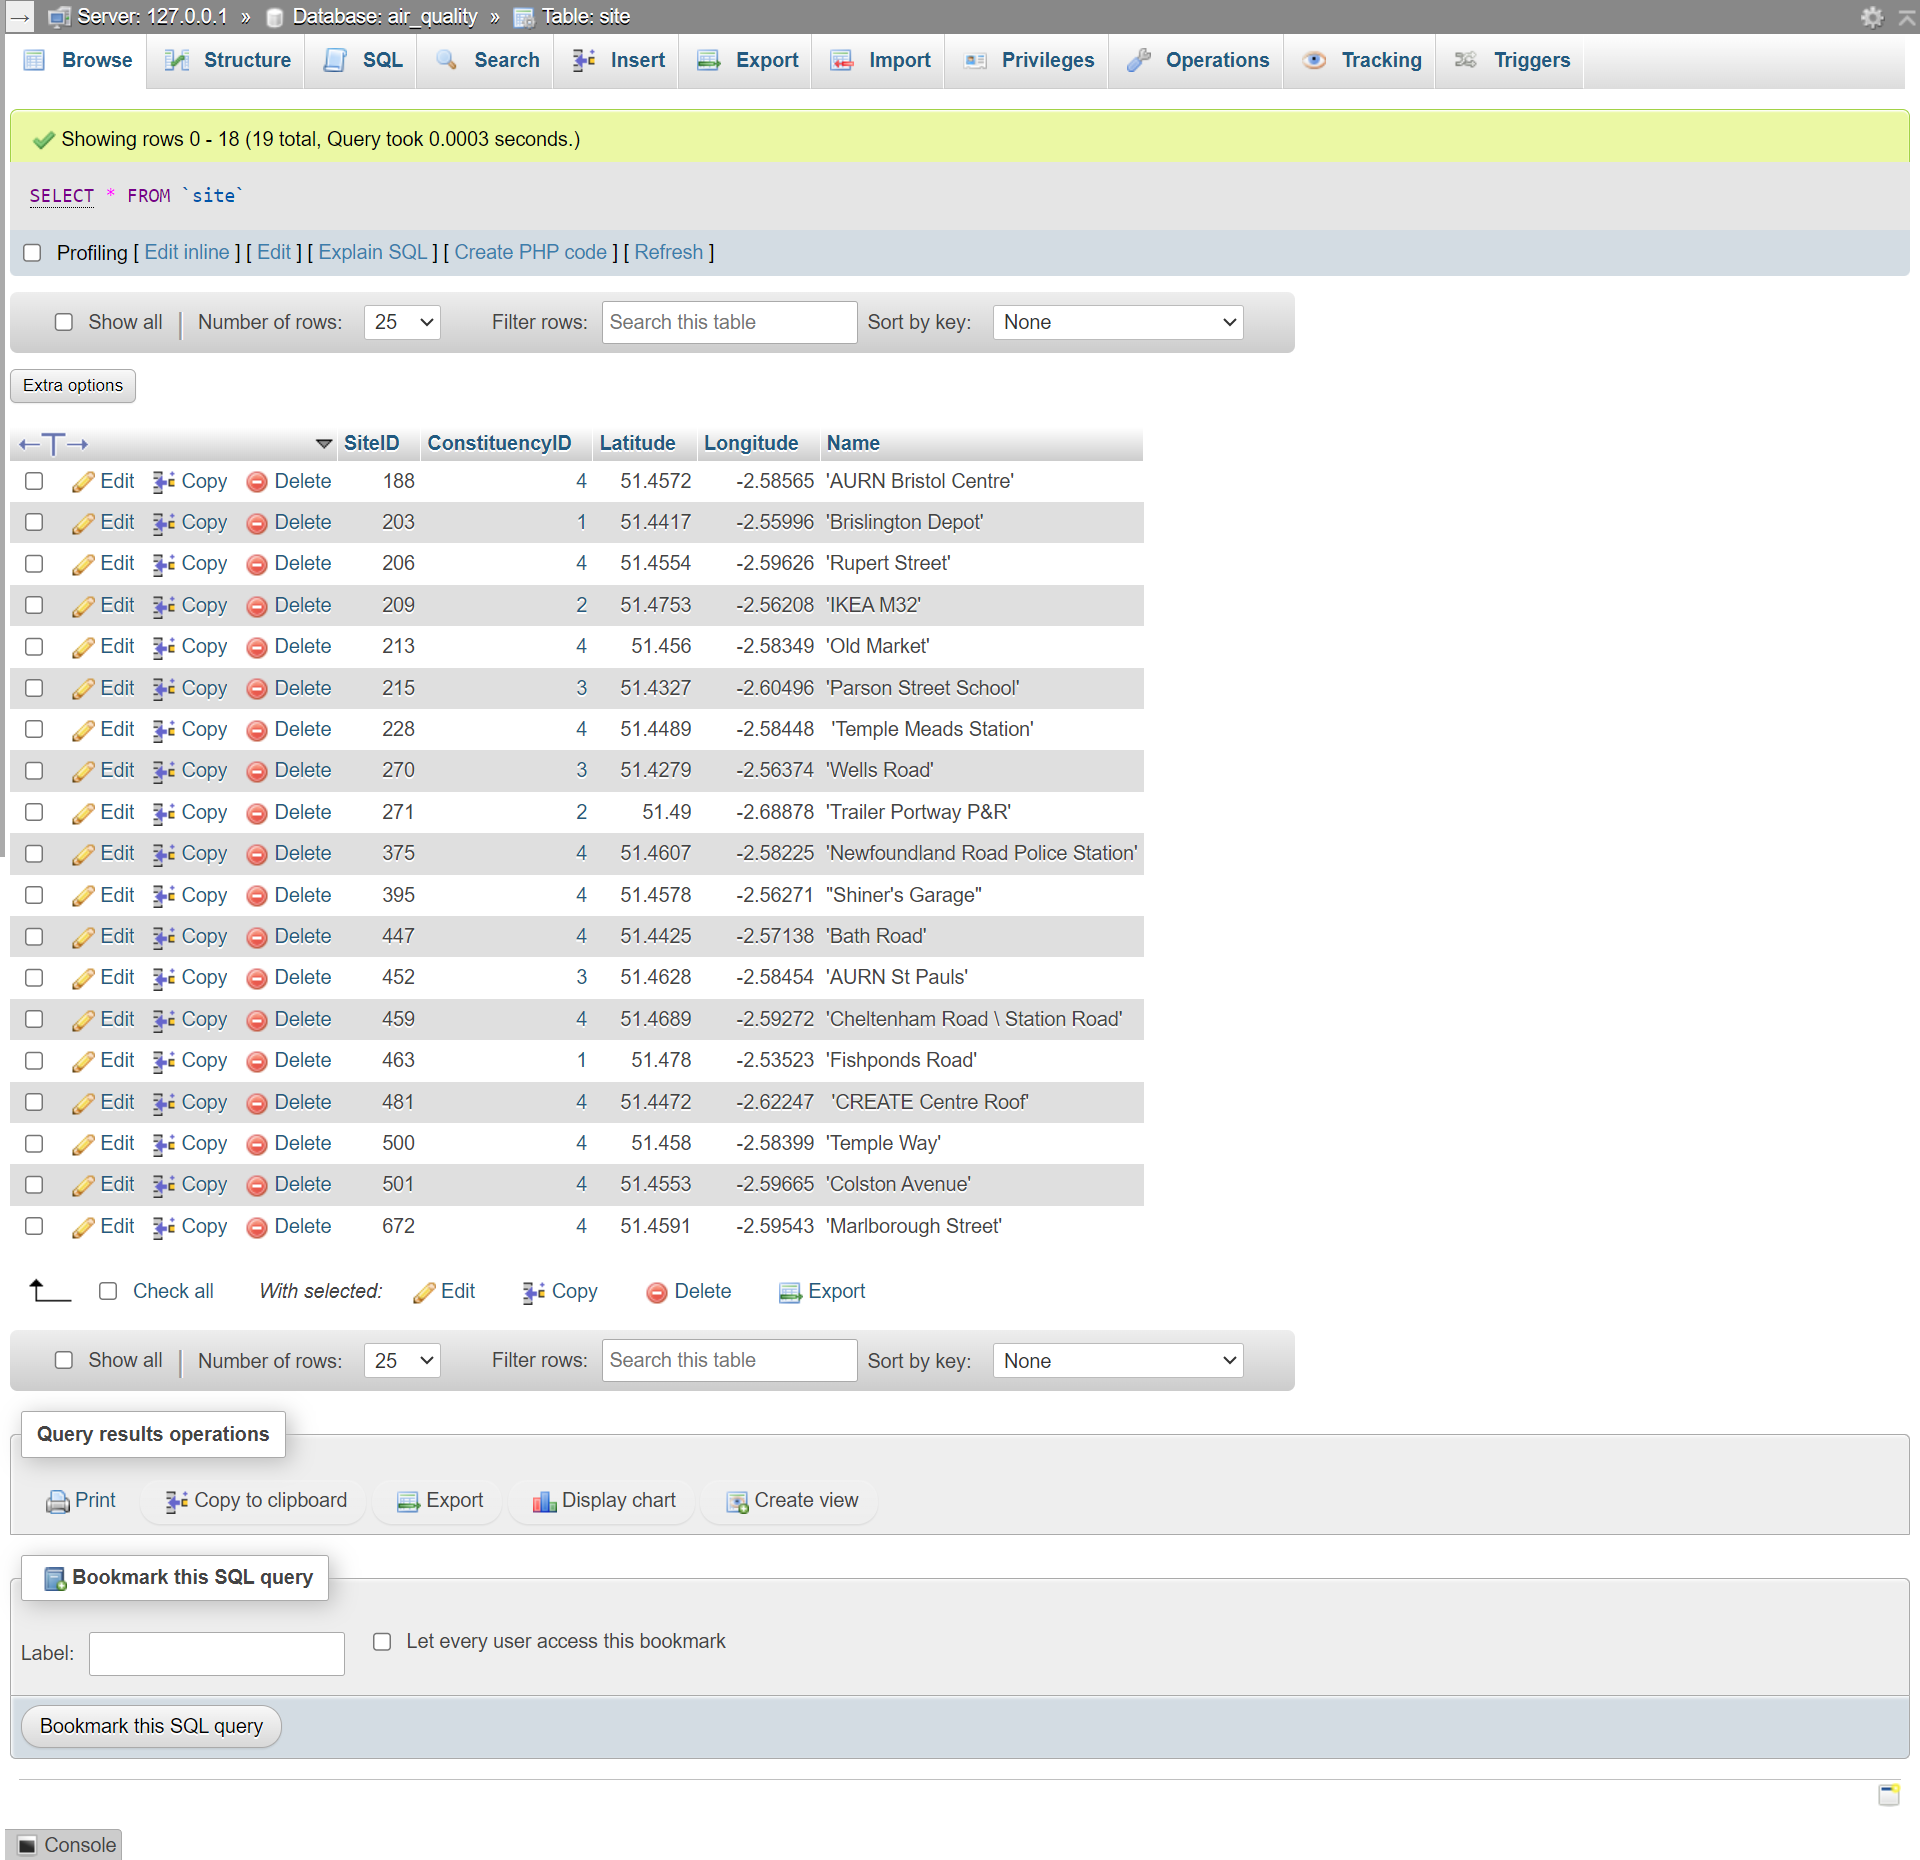 Server: 127.0.0.1 » Database: air_quality » Table: site
Browse Structure SQL Search Insert Export Import Privileges Operations Tracking Triggers
Showing rows 0 - 18 (19 total, Query took 0.0003 seconds.)
SELECT * FROM `site`
Profiling [ Edit inline ] [ Edit ] [ Explain SQL ] [ Create PHP code ] [ Refresh ]
Show all | Number of rows: 25 Filter rows: Search this table Sort by key: None
Extra options
←T→ SiteID ConstituencyID Latitude Longitude Name
Edit Copy Delete 188 4 51.4572 -2.58565 'AURN Bristol Centre'
Edit Copy Delete 203 1 51.4417 -2.55996 'Brislington Depot'
Edit Copy Delete 206 4 51.4554 -2.59626 'Rupert Street'
Edit Copy Delete 209 2 51.4753 -2.56208 'IKEA M32'
Edit Copy Delete 213 4 51.456 -2.58349 'Old Market'
Edit Copy Delete 215 3 51.4327 -2.60496 'Parson Street School'
Edit Copy Delete 228 4 51.4489 -2.58448 'Temple Meads Station'
Edit Copy Delete 270 3 51.4279 -2.56374 'Wells Road'
Edit Copy Delete 271 2 51.49 -2.68878 'Trailer Portway P&R'
Edit Copy Delete 375 4 51.4607 -2.58225 'Newfoundland Road Police Station'
Edit Copy Delete 395 4 51.4578 -2.56271 "Shiner's Garage"
Edit Copy Delete 447 4 51.4425 -2.57138 'Bath Road'
Edit Copy Delete 452 3 51.4628 -2.58454 'AURN St Pauls'
Edit Copy Delete 459 4 51.4689 -2.59272 'Cheltenham Road \ Station Road'
Edit Copy Delete 463 1 51.478 -2.53523 'Fishponds Road'
Edit Copy Delete 481 4 51.4472 -2.62247 'CREATE Centre Roof'
Edit Copy Delete 500 4 51.458 -2.58399 'Temple Way'
Edit Copy Delete 501 4 51.4553 -2.59665 'Colston Avenue'
Edit Copy Delete 672 4 51.4591 -2.59543 'Marlborough Street'
Check all With selected: Edit Copy Delete Export
Show all | Number of rows: 25 Filter rows: Search this table Sort by key: None
Query results operations
Print Copy to clipboard Export Display chart Create view
Bookmark this SQL query
Label: Let every user access this bookmark
Bookmark this SQL query
Console